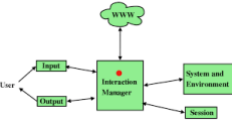 WWW
Input
User
Output
Interaction
Manager
System and
Environment
Session